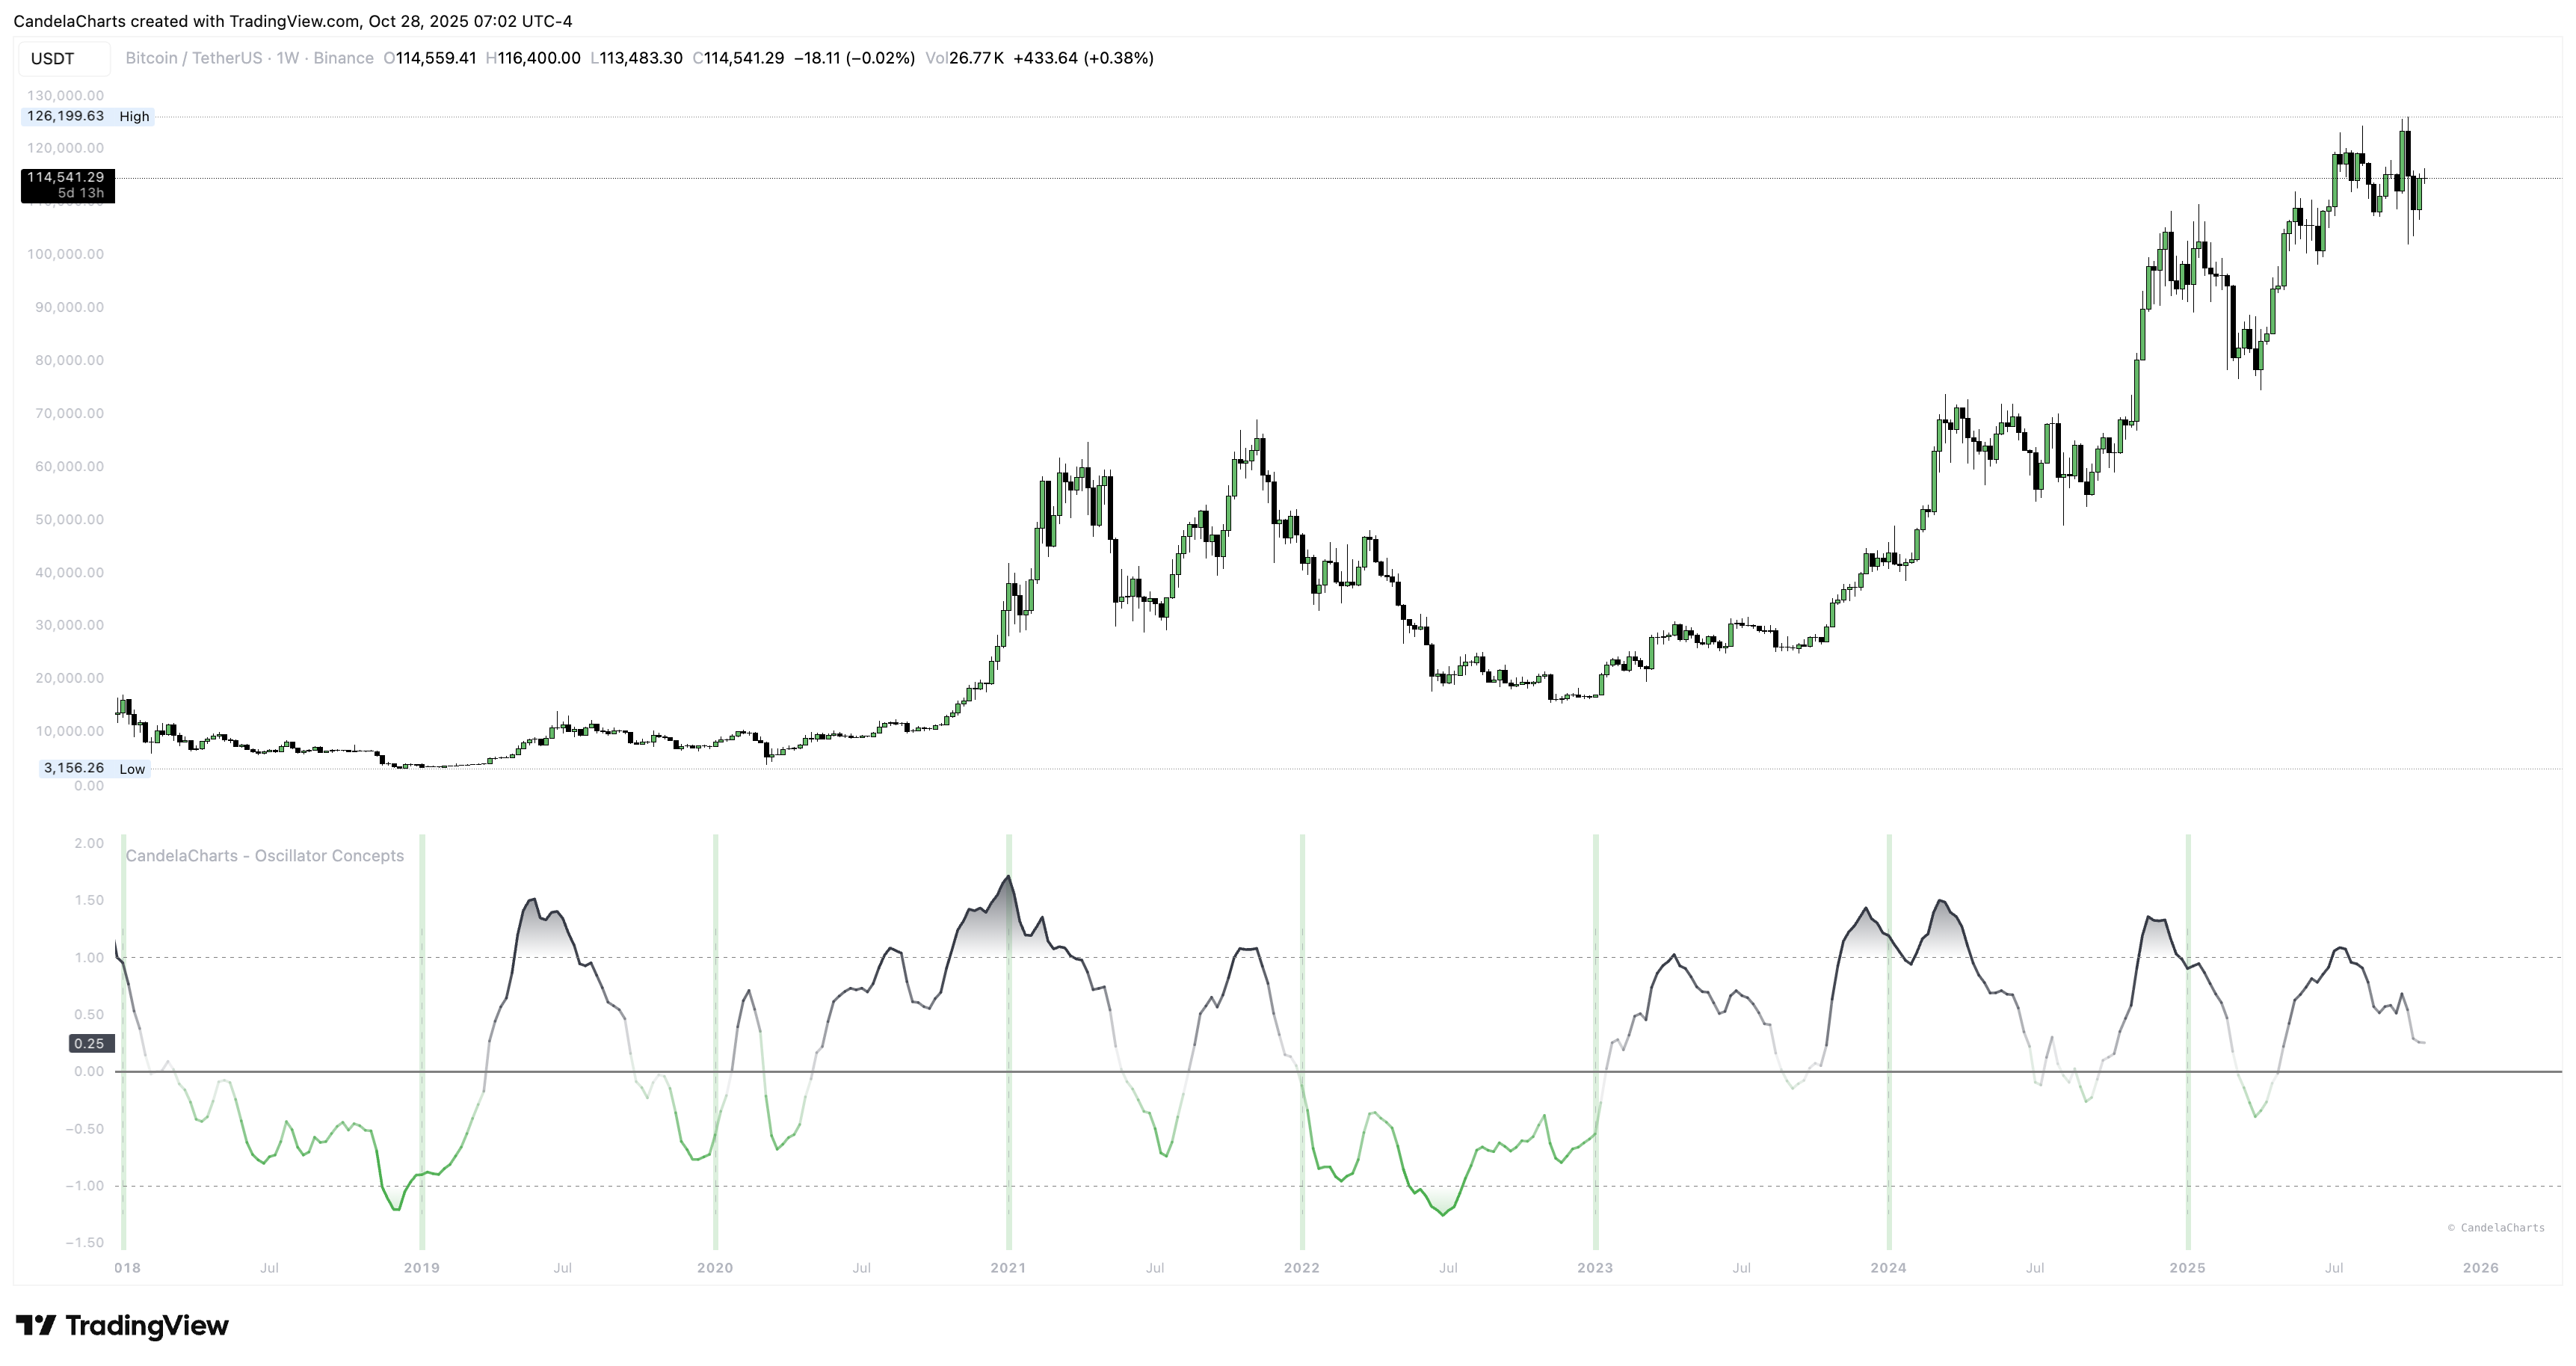 CandelaCharts created with TradingView.com, Oct 28, 2025 07:02 UTC-4
USDT
Bitcoin / TetherUS · 1W · Binance O114,559.41 H116,400.00 L113,483.30 C114,541.29 −18.11 (−0.02%) Vol26.77 K +433.64 (+0.38%)
130,000.00
126,199.63 High
120,000.00
114,541.29
5d 13h
100,000.00
90,000.00
80,000.00
70,000.00
60,000.00
50,000.00
40,000.00
30,000.00
20,000.00
10,000.00
3,156.26 Low
0.00
2.00
CandelaCharts - Oscillator Concepts
1.50
1.00
0.50
0.25
0.00
−0.50
−1.00
© CandelaCharts
−1.50
018 Jul 2019 Jul 2020 Jul 2021 Jul 2022 Jul 2023 Jul 2024 Jul 2025 Jul 2026
TradingView